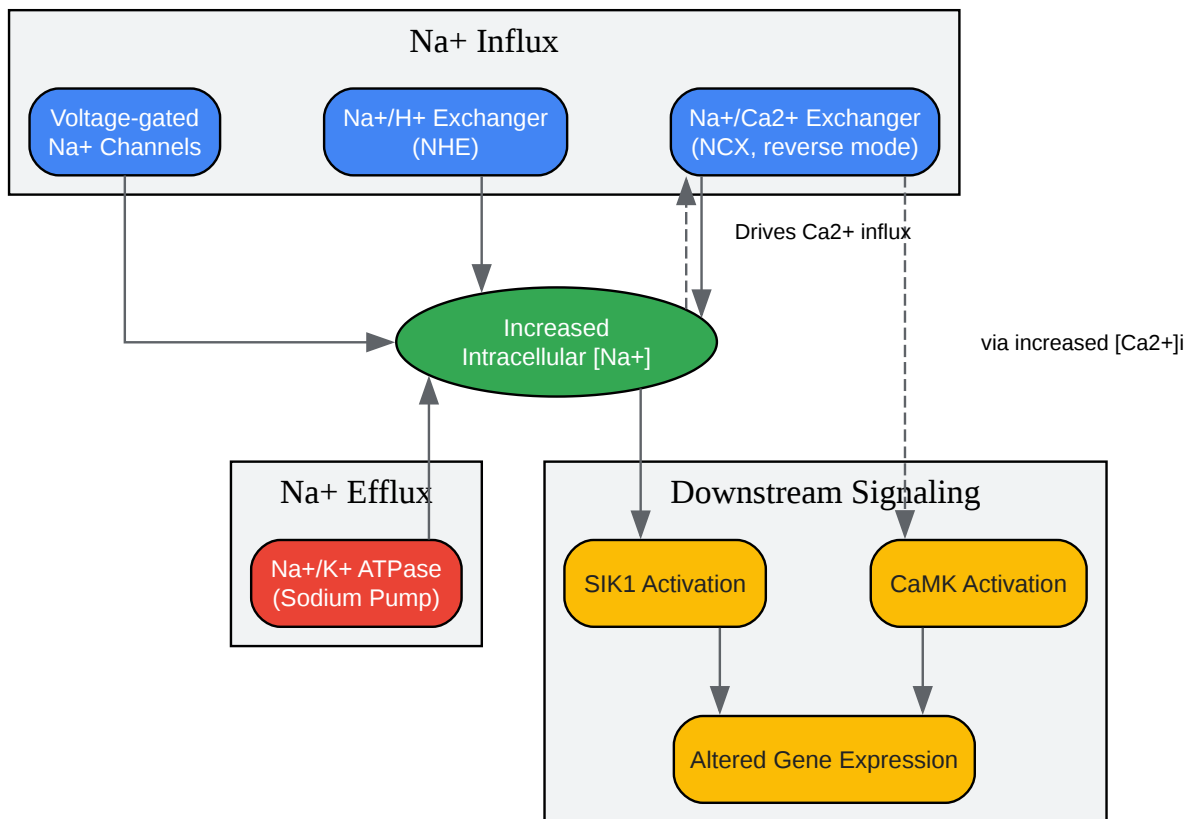 Na+ Influx
Voltage-gated
Na+ Channels
Na+/H+ Exchanger
(NHE)
Na+/Ca2+ Exchanger
(NCX, reverse mode)
Drives Ca2+ influx
Increased
Intracellular [Na+]
via increased [Ca2+]i
Na+ Efflux
Na+/K+ ATPase
(Sodium Pump)
Downstream Signaling
SIK1 Activation
CaMK Activation
Altered Gene Expression